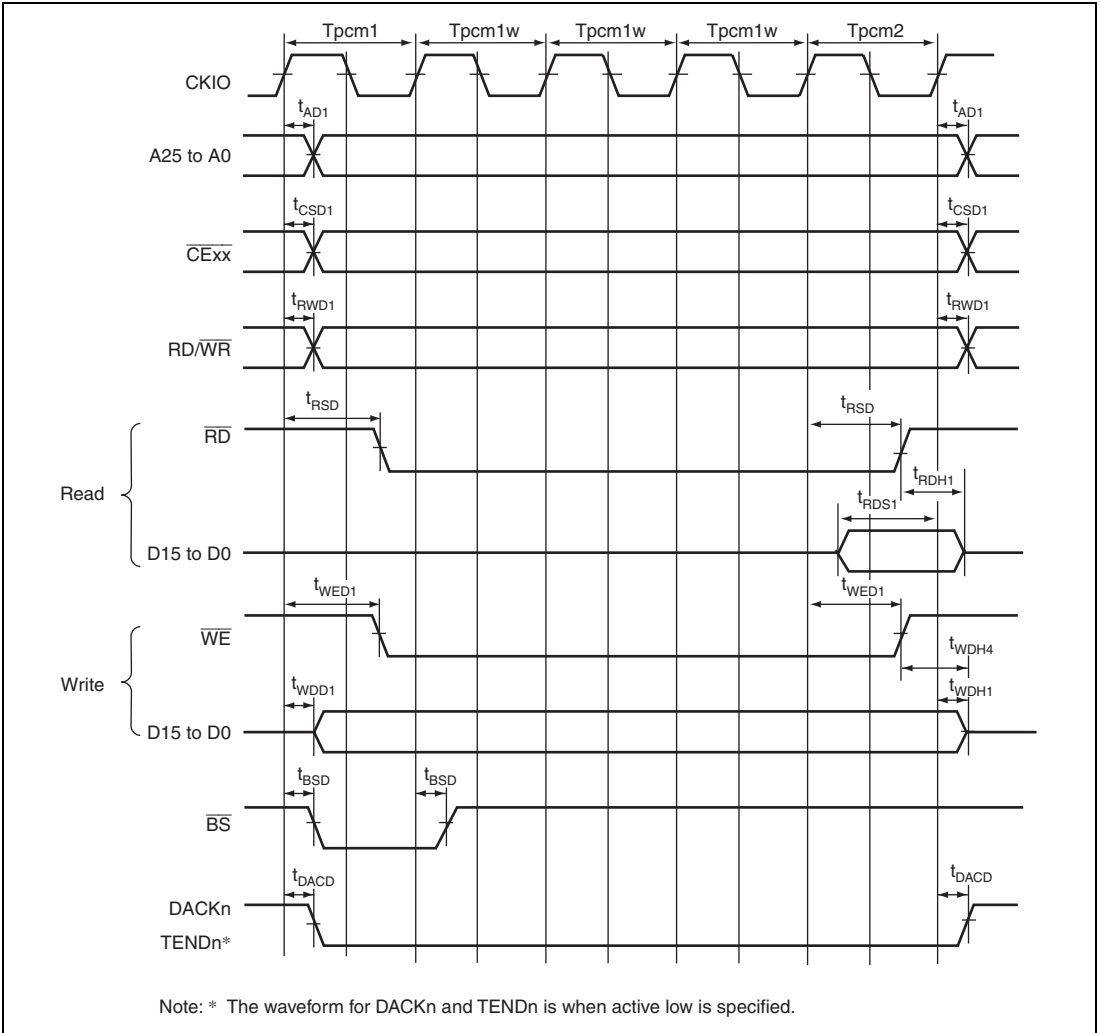 Tpcm1 Tpcm1w Tpcm1w Tpcm1w Tpcm2
CKIO
tAD1 tAD1
A25 to A0
tCSD1 tCSD1
CExx
tRWD1 tRWD1
RD/WR
tRSD tRSD
RD
tRDH1
Read
tRDS1
D15 to D0
tWED1 tWED1
WE
tWDH4
Write
tWDD1 tWDH1
D15 to D0
tBSD tBSD
BS
tDACD tDACD
DACKn
TENDn*
Note: * The waveform for DACKn and TENDn is when active low is specified.